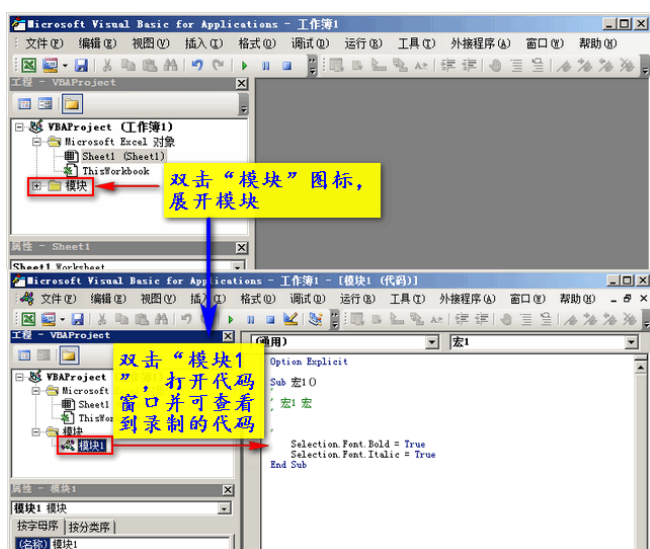 Microsoft Visual Basic for Applications - 工作簿1
文件(F) 编辑(E) 视图(V) 插入(I) 格式(O) 调试(D) 运行(R) 工具(T) 外接程序(A) 窗口(W) 帮助(H)
工程 - VBAProject
VBAProject (工作簿1)
Microsoft Excel 对象
Sheet1 (Sheet1)
ThisWorkbook
模块
双击“模块”图标，
展开模块
属性 - Sheet1
Sheet1 Worksheet
Microsoft Visual Basic for Applications - 工作簿1 - [模块1 (代码)]
文件(F) 编辑(E) 视图(V) 插入(I) 格式(O) 调试(D) 运行(R) 工具(T) 外接程序(A) 窗口(W) 帮助(H)
工程 - VBAProject
VBAProject
Microsoft
Sheet1
ThisWor
模块
模块1
双击“模块1
”，打开代码
窗口并可查看
到录制的代码
属性 - 模块1
模块1 模块
按字母序 按分类序
(名称) 模块1
(通用) 宏1
Option Explicit
Sub 宏1()
'
' 宏1 宏
'
'
Selection.Font.Bold = True
Selection.Font.Italic = True
End Sub